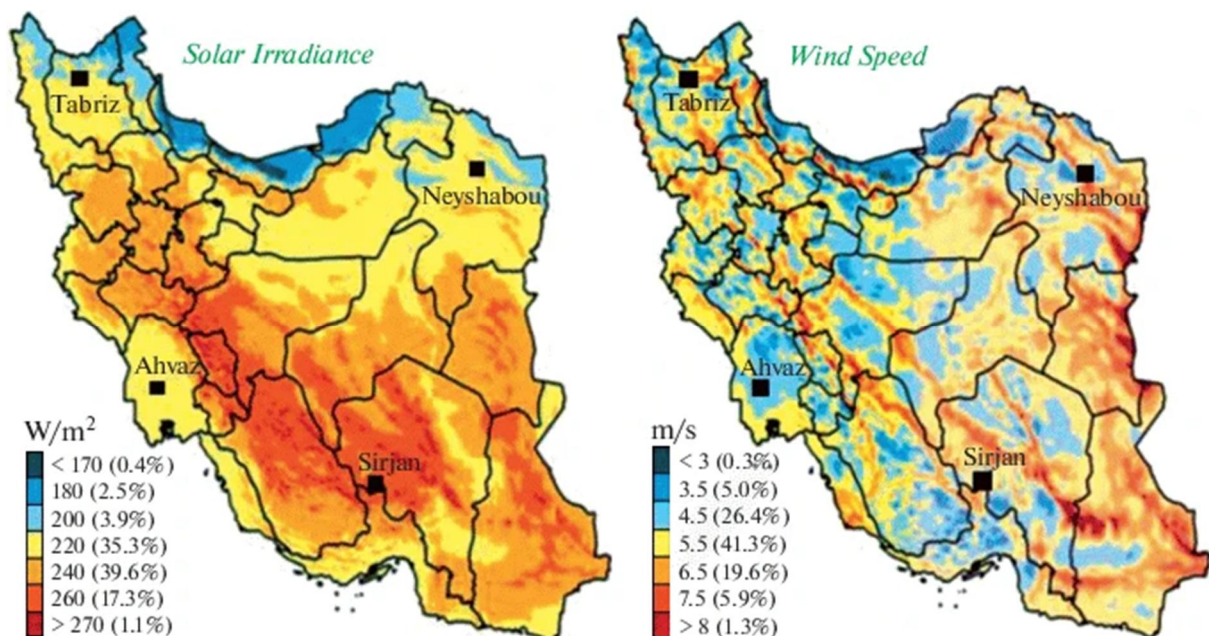 Solar Irradiance
Tabriz
Neyshabou
Ahvaz
Sirjan
W/m²
< 170 (0.4%)
180 (2.5%)
200 (3.9%)
220 (35.3%)
240 (39.6%)
260 (17.3%)
> 270 (1.1%)
Wind Speed
Tabriz
Neyshabou
Ahvaz
Sirjan
m/s
< 3 (0.3%)
3.5 (5.0%)
4.5 (26.4%)
5.5 (41.3%)
6.5 (19.6%)
7.5 (5.9%)
> 8 (1.3%)